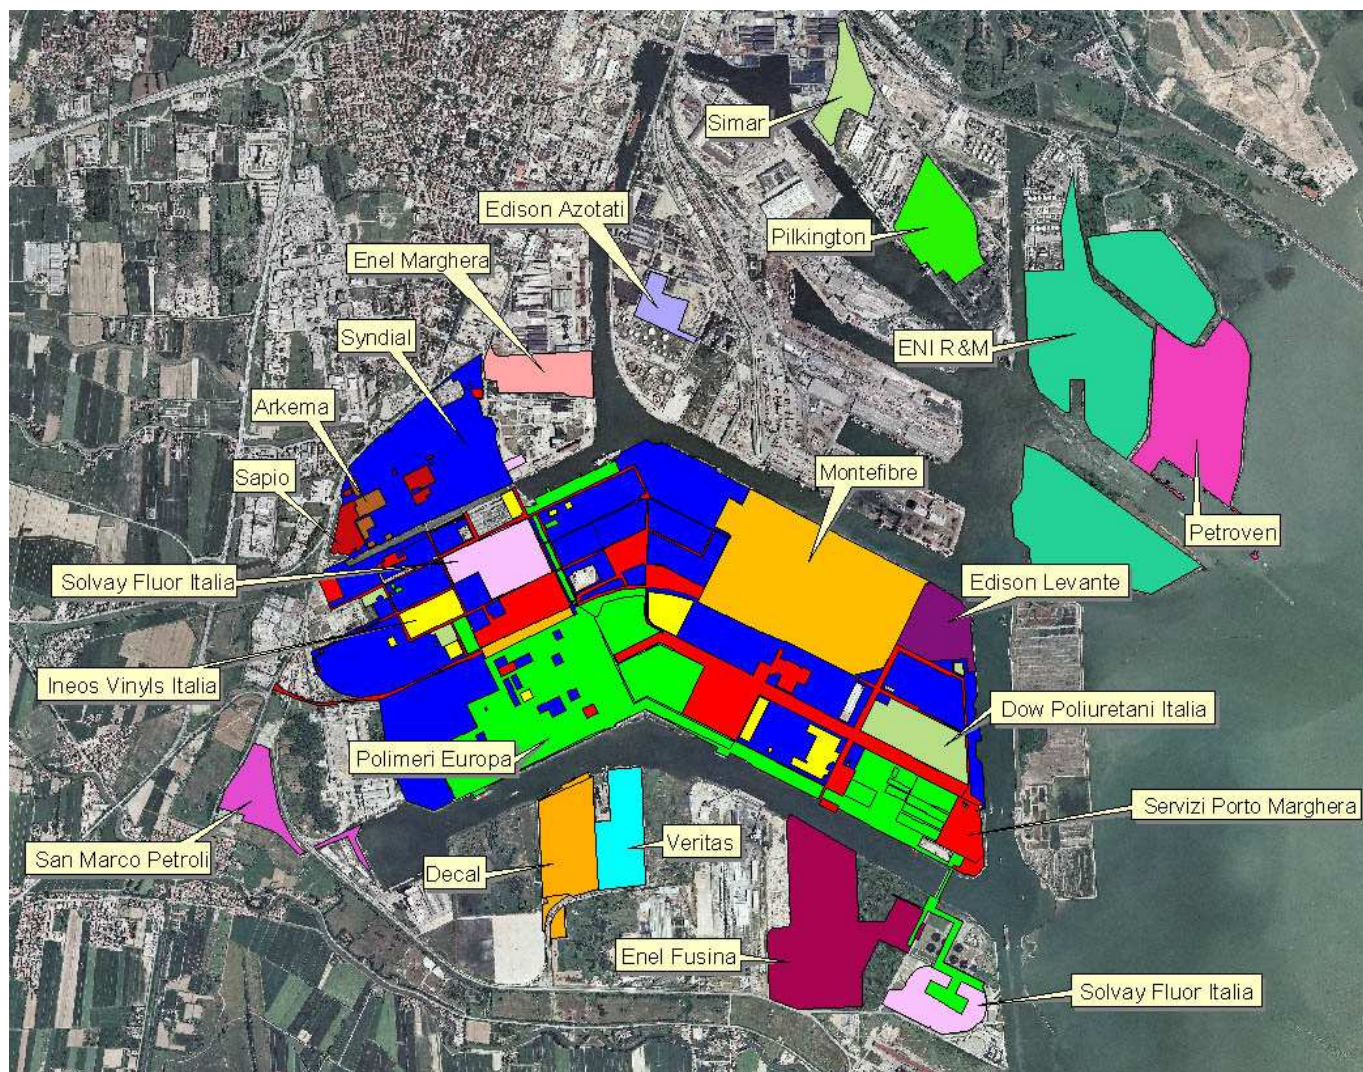 Simar
Edison Azotati
Pilkington
Enel Marghera
Syndial
ENI R&M
Arkema
Sapio
Montefibre
Petroven
Solvay Fluor Italia
Edison Levante
Ineos Vinyls Italia
Dow Poliuretani Italia
Polimeri Europa
Servizi Porto Marghera
San Marco Petroli
Veritas
Decal
Enel Fusina
Solvay Fluor Italia